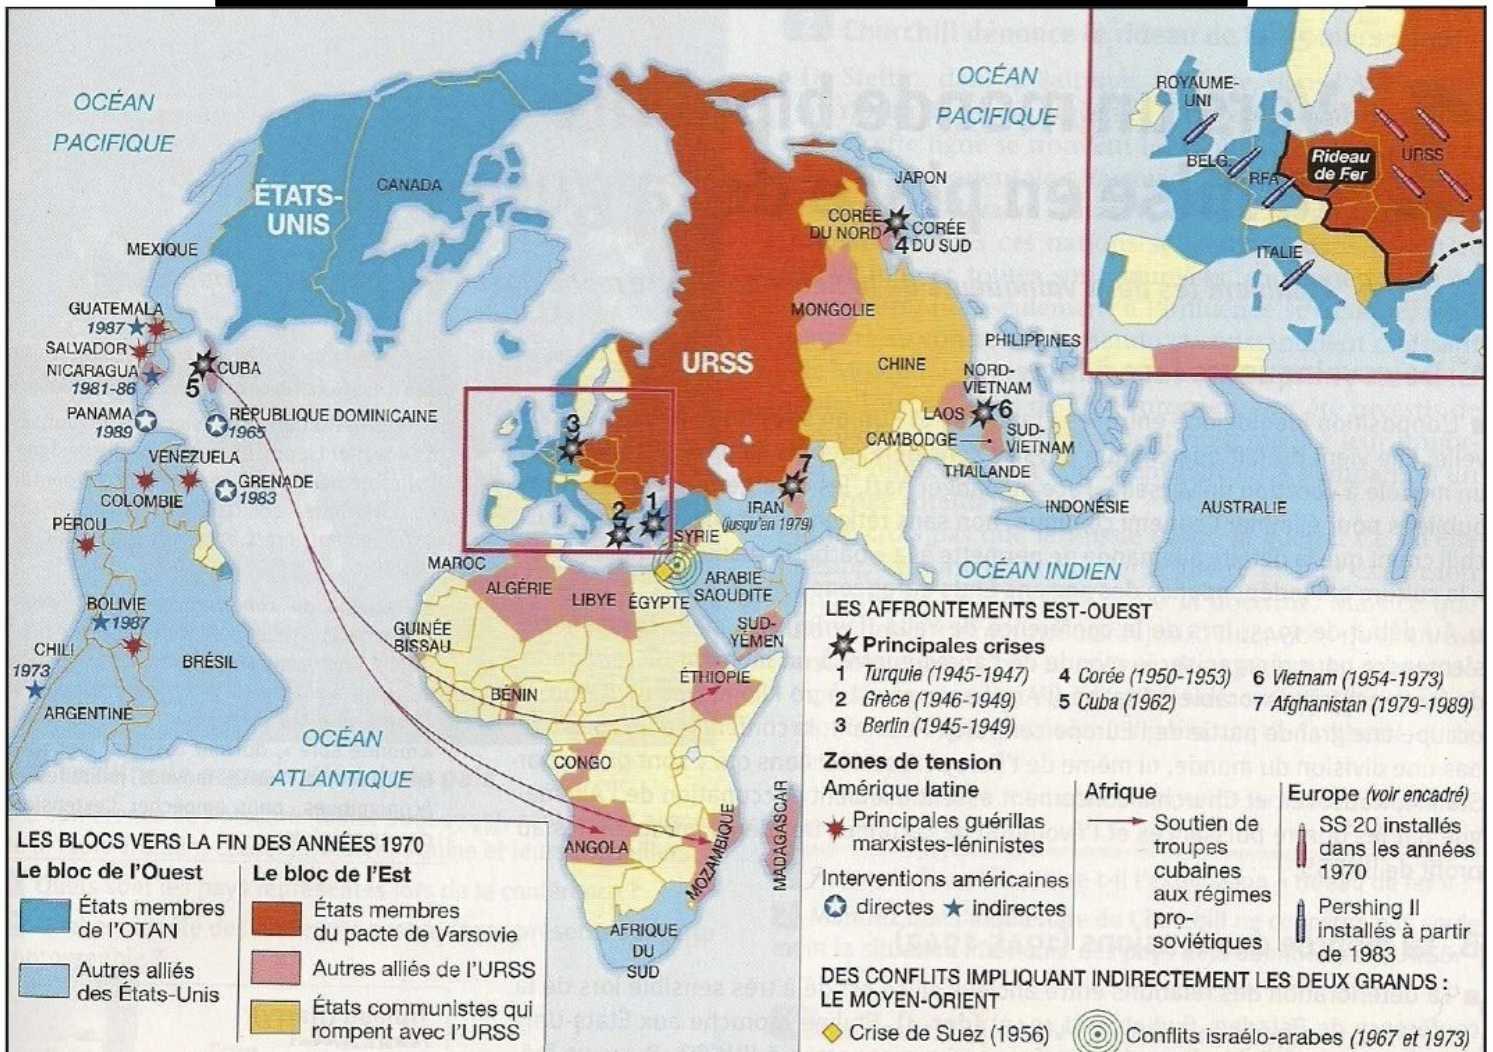 OCÉAN
PACIFIQUE
ÉTATS-
UNIS
CANADA
MEXIQUE
GUATEMALA
1987
SALVADOR
NICARAGUA
1981-86
CUBA
5
PANAMA
1989
RÉPUBLIQUE DOMINICAINE
1965
VENEZUELA
COLOMBIE
GRENADE
1983
PÉROU
BOLIVIE
1987
CHILI
1973
BRÉSIL
ARGENTINE
OCÉAN
ATLANTIQUE
OCÉAN
PACIFIQUE
JAPON
CORÉE
DU NORD
CORÉE
DU SUD
4
MONGOLIE
URSS
CHINE
PHILIPPINES
NORD-
VIETNAM
LAOS
6
CAMBODGE
SUD-
VIETNAM
THAÏLANDE
INDONÉSIE
AUSTRALIE
OCÉAN INDIEN
3
7
IRAN
(jusqu'en 1979)
2
1
SYRIE
MAROC
ALGÉRIE
LIBYE
ÉGYPTE
ARABIE
SAOUDITE
SUD-
YÉMEN
GUINÉE
BISSAU
BÉNIN
ÉTHIOPIE
CONGO
ANGOLA
MOZAMBIQUE
MADAGASCAR
AFRIQUE
DU
SUD
ROYAUME-
UNI
BELG.
RFA
Rideau
de Fer
URSS
ITALIE
LES BLOCS VERS LA FIN DES ANNÉES 1970
Le bloc de l'Ouest
États membres
de l'OTAN
Autres alliés
des États-Unis
Le bloc de l'Est
États membres
du pacte de Varsovie
Autres alliés de l'URSS
États communistes qui
rompent avec l'URSS
LES AFFRONTEMENTS EST-OUEST
Principales crises
1 Turquie (1945-1947)
2 Grèce (1946-1949)
3 Berlin (1945-1949)
4 Corée (1950-1953)
5 Cuba (1962)
6 Vietnam (1954-1973)
7 Afghanistan (1979-1989)
Zones de tension
Amérique latine
Principales guérillas
marxistes-léninistes
Interventions américaines
directes
indirectes
Afrique
Soutien de
troupes
cubaines
aux régimes
pro-
soviétiques
Europe (voir encadré)
SS 20 installés
dans les années
1970
Pershing II
installés à partir
de 1983
DES CONFLITS IMPLIQUANT INDIRECTEMENT LES DEUX GRANDS :
LE MOYEN-ORIENT
Crise de Suez (1956)
Conflits israélo-arabes (1967 et 1973)